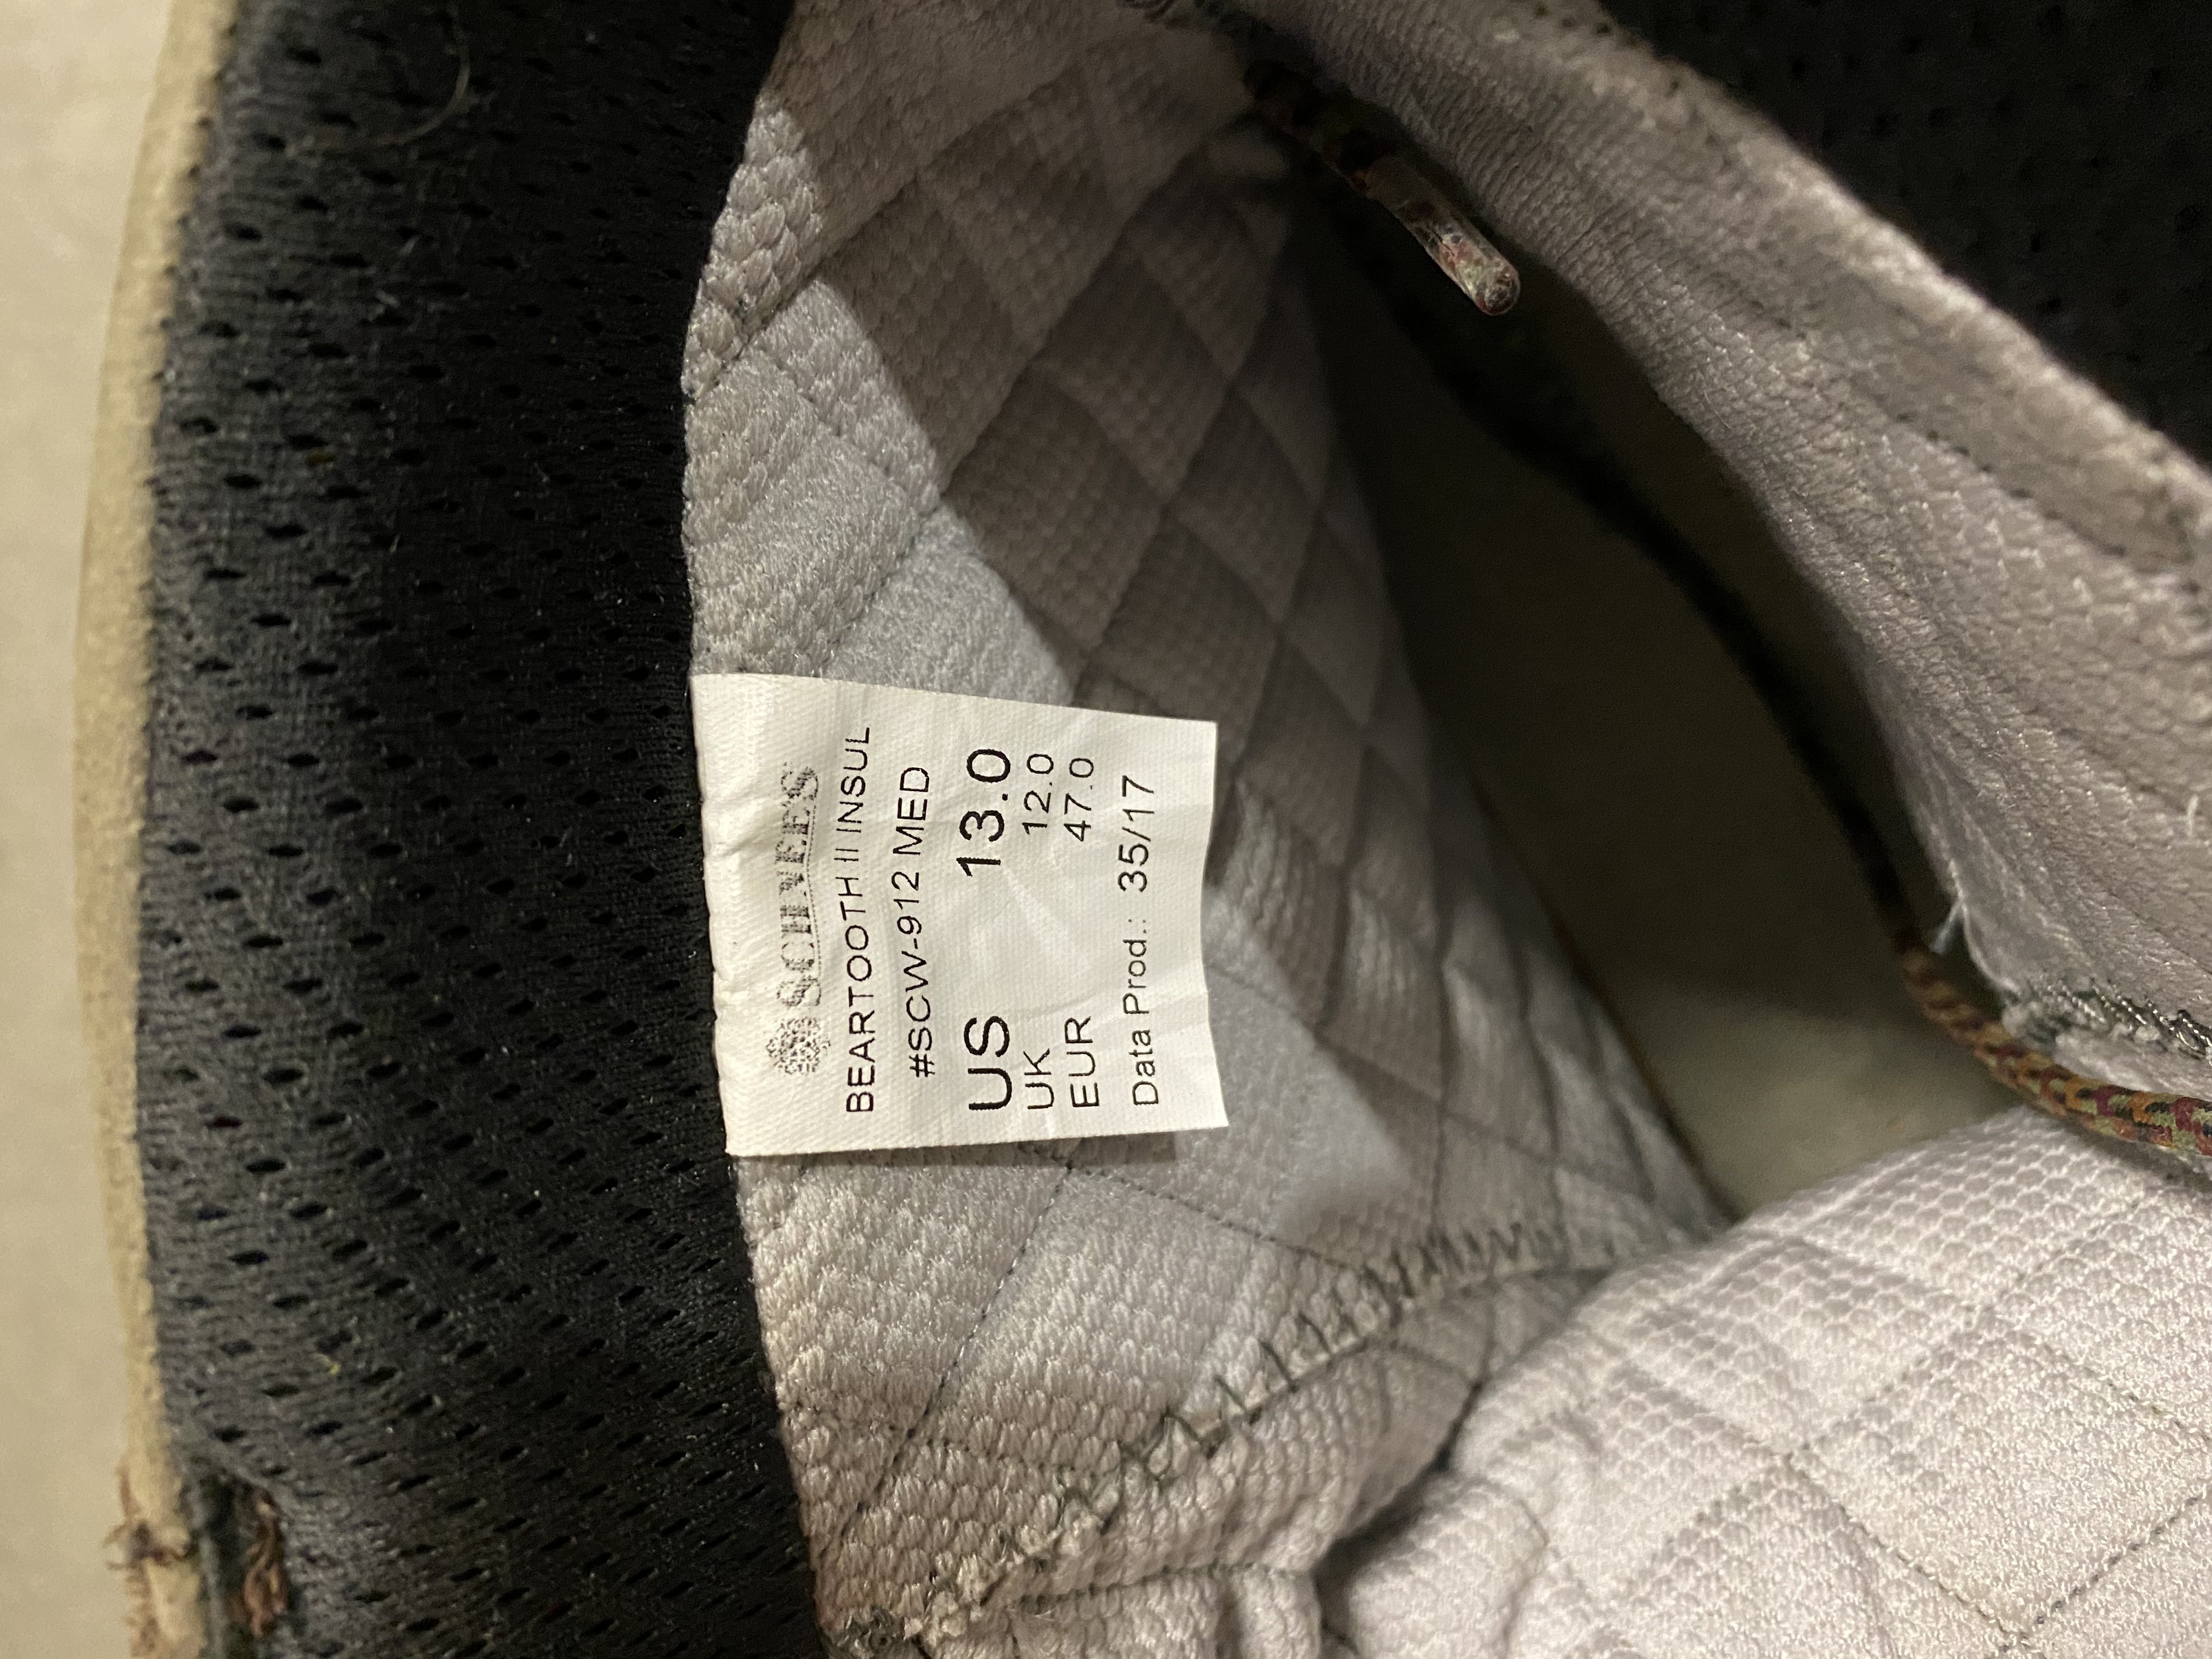 SCHNEE'S
BEARTOOTH II INSUL
#SCW-912 MED
US 13.0
UK 12.0
EUR 47.0
Data Prod.: 35/17